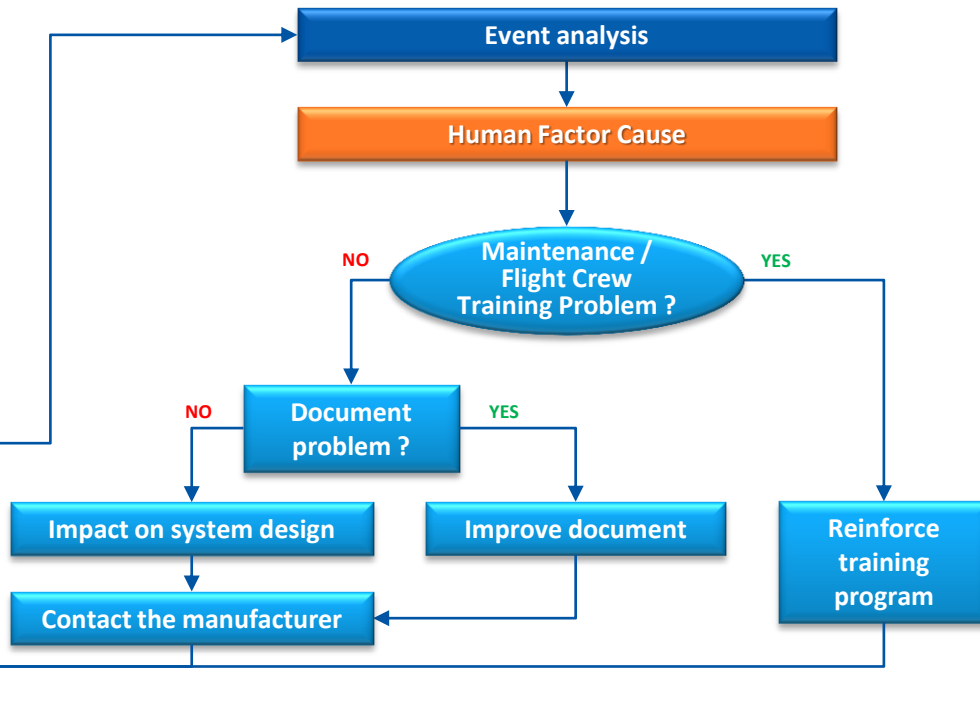 Event analysis
Human Factor Cause
Maintenance /
Flight Crew
Training Problem ?
NO
YES
Document
problem ?
NO
YES
Impact on system design
Improve document
Reinforce
training
program
Contact the manufacturer